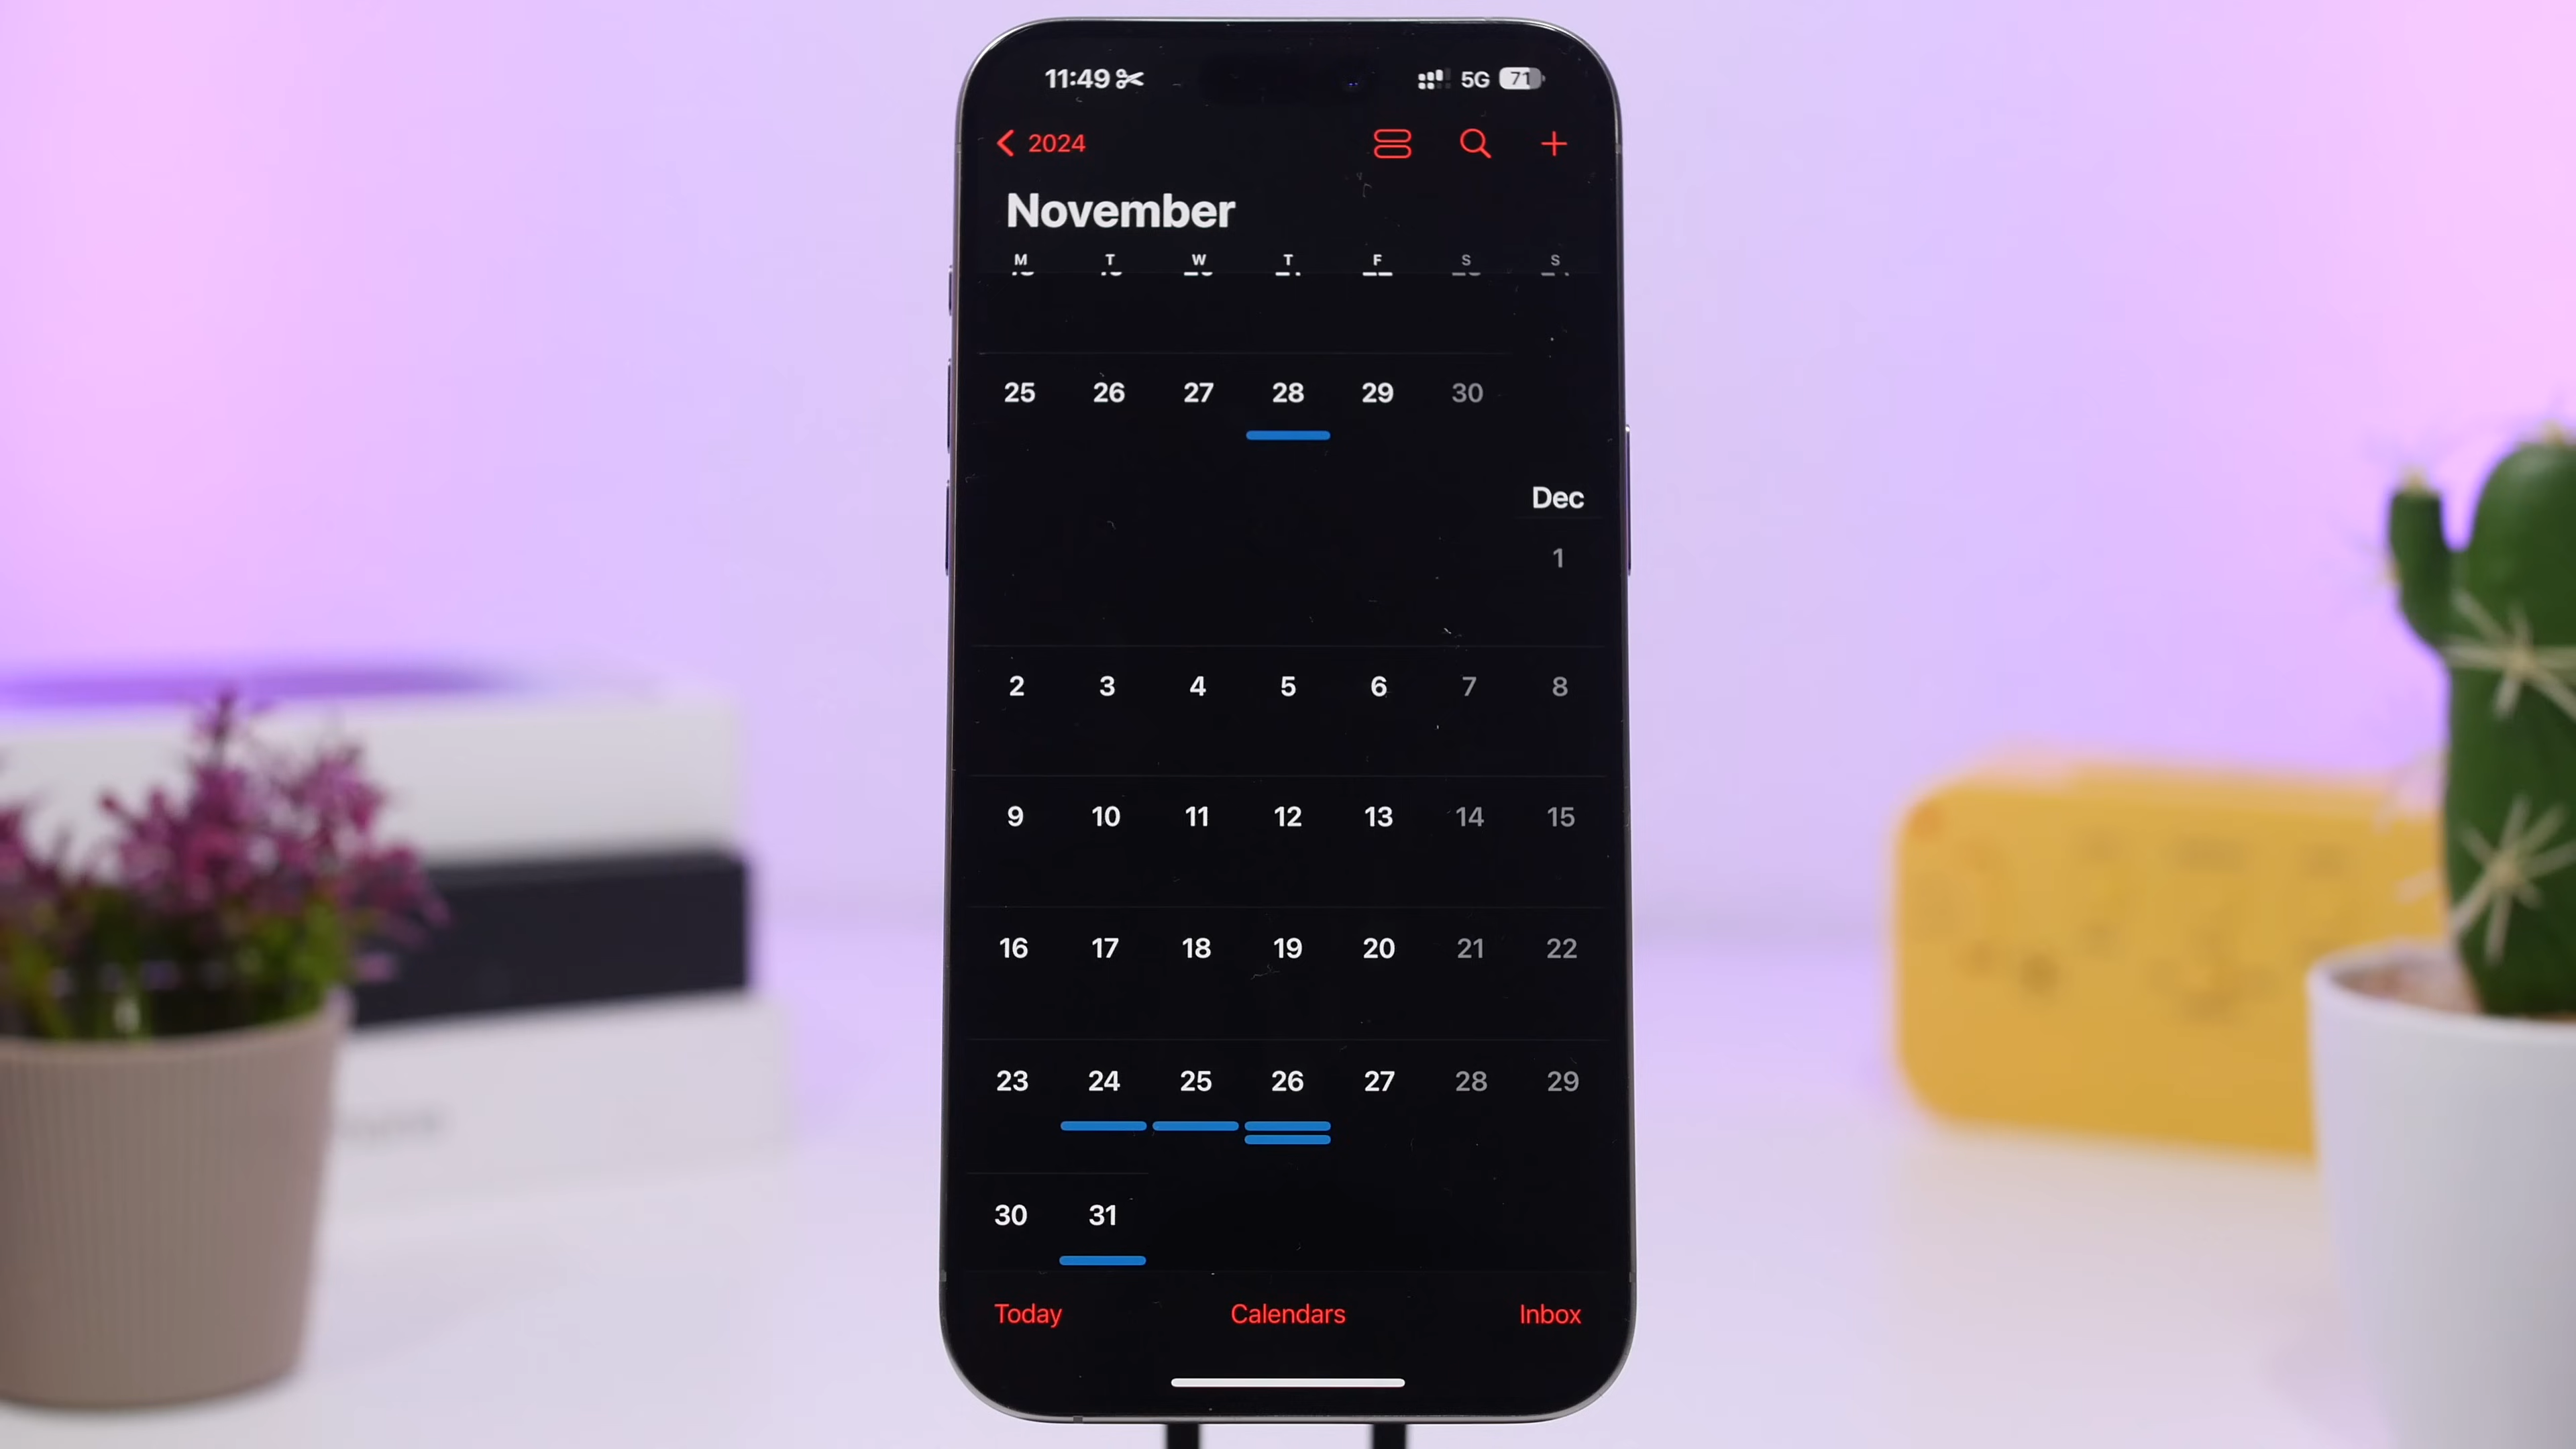 11:49 5G 71
2024
November
M T W T F S S
25 26 27 28 29 30
Dec
1
2 3 4 5 6 7 8
9 10 11 12 13 14 15
16 17 18 19 20 21 22
23 24 25 26 27 28 29
30 31
Today Calendars Inbox